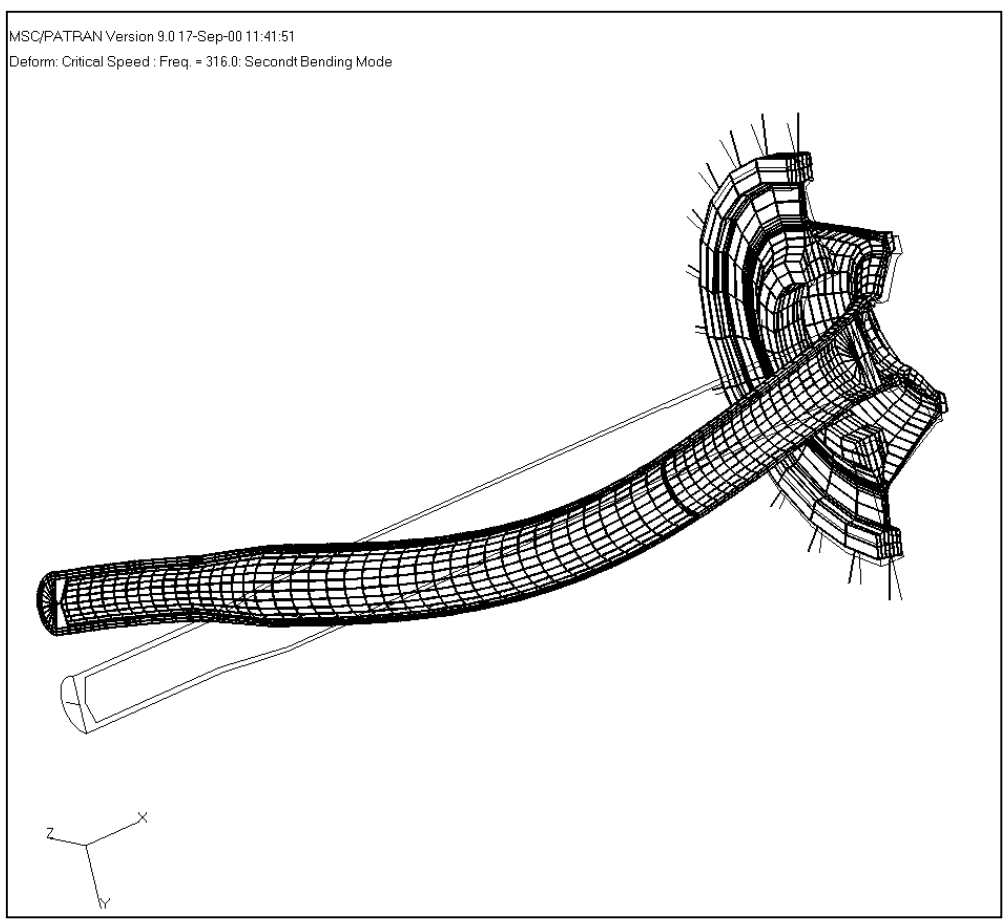 MSC/PATRAN Version 9.0 17-Sep-00 11:41:51
Deform: Critical Speed : Freq. = 316.0: Secondt Bending Mode
Z
X
Y